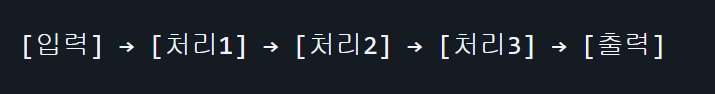 [입력] → [처리1] → [처리2] → [처리3] → [출력]